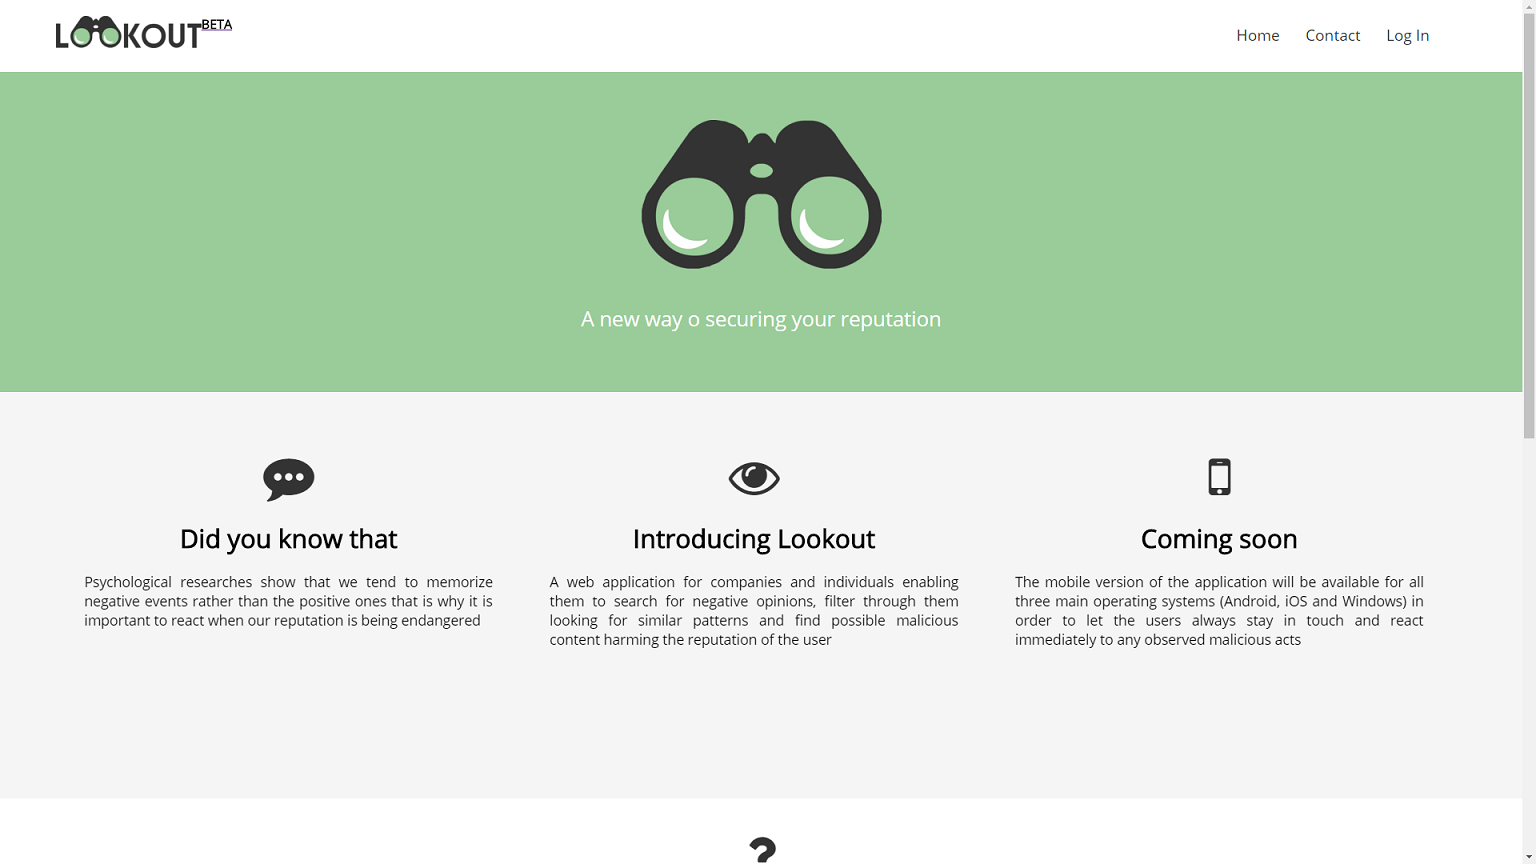 LOOKOUT BETA
Home Contact Log In
A new way o securing your reputation
Did you know that
Psychological researches show that we tend to memorize
negative events rather than the positive ones that is why it is
important to react when our reputation is being endangered
Introducing Lookout
A web application for companies and individuals enabling
them to search for negative opinions, filter through them
looking for similar patterns and find possible malicious
content harming the reputation of the user
Coming soon
The mobile version of the application will be available for all
three main operating systems (Android, iOS and Windows) in
order to let the users always stay in touch and react
immediately to any observed malicious acts
?